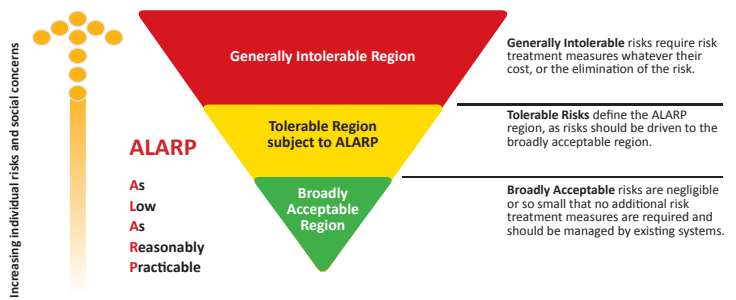 Increasing individual risks and social concerns
ALARP
As
Low
As
Reasonably
Practicable
Generally Intolerable Region
Tolerable Region
subject to ALARP
Broadly
Acceptable
Region
Generally Intolerable risks require risk
treatment measures whatever their
cost, or the elimination of the risk.
Tolerable Risks define the ALARP
region, as risks should be driven to the
broadly acceptable region.
Broadly Acceptable risks are negligible
or so small that no additional risk
treatment measures are required and
should be managed by existing systems.